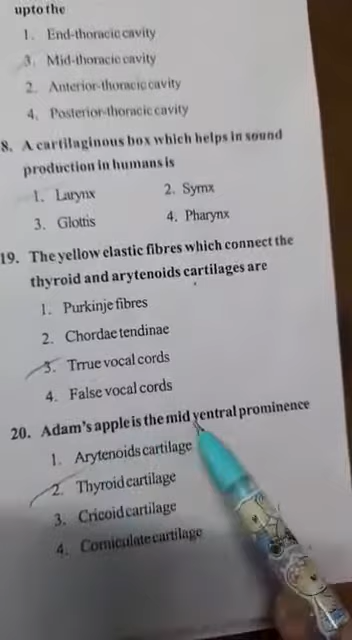 upto the
1. End-thoracic cavity
3. Mid-thoracic cavity
2. Anterior-thoracic cavity
4. Posterior-thoracic cavity
8. A cartilaginous box which helps in sound
production in humans is
1. Larynx 2. Symx
3. Glottis 4. Pharynx
19. The yellow elastic fibres which connect the
thyroid and arytenoids cartilages are
1. Purkinje fibres
2. Chordae tendinae
3. Trrue vocal cords
4. False vocal cords
20. Adam's apple is the mid ventral prominence
1. Arytenoids cartilage
2. Thyroid cartilage
3. Cricoid cartilage
4. Corniculate cartilage